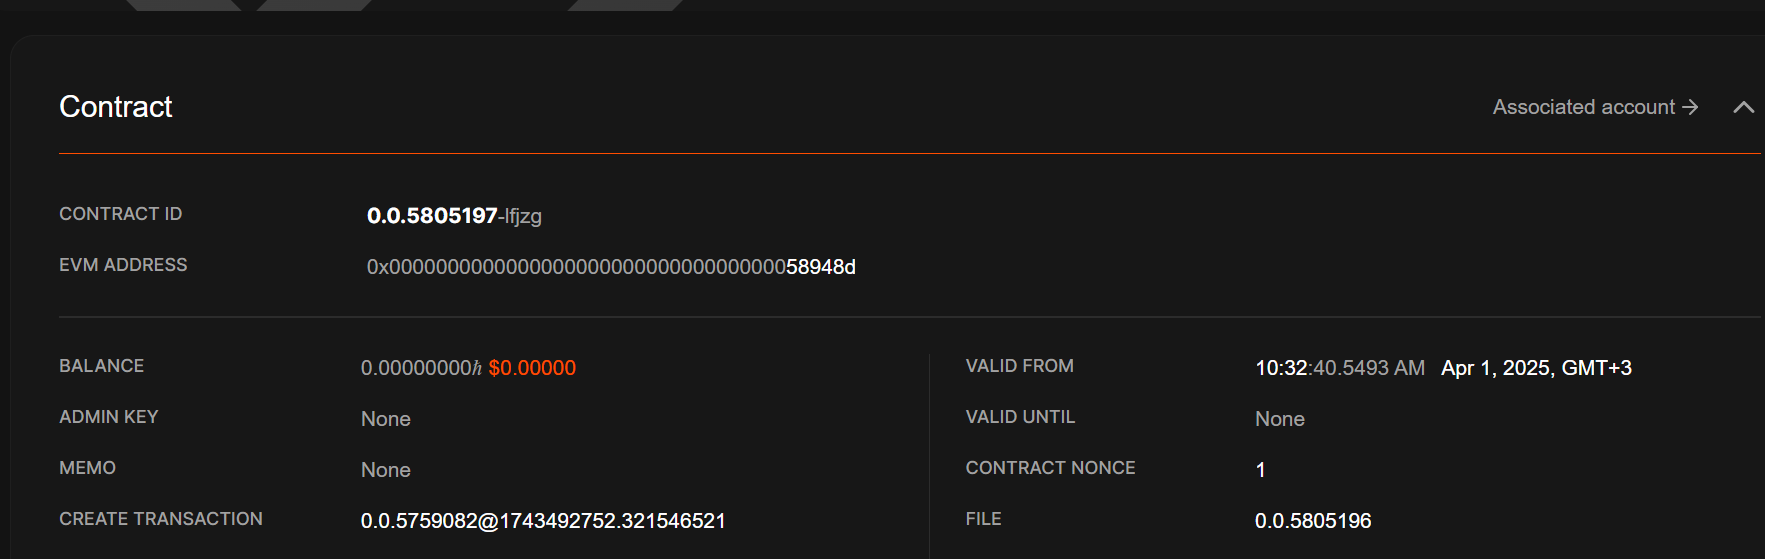 Contract
Associated account →
CONTRACT ID 0.0.5805197-lfjzg
EVM ADDRESS 0x000000000000000000000000000000000058948d
BALANCE 0.00000000ℏ $0.00000
VALID FROM 10:32:40.5493 AM Apr 1, 2025, GMT+3
ADMIN KEY None
VALID UNTIL None
MEMO None
CONTRACT NONCE 1
CREATE TRANSACTION 0.0.5759082@1743492752.321546521
FILE 0.0.5805196